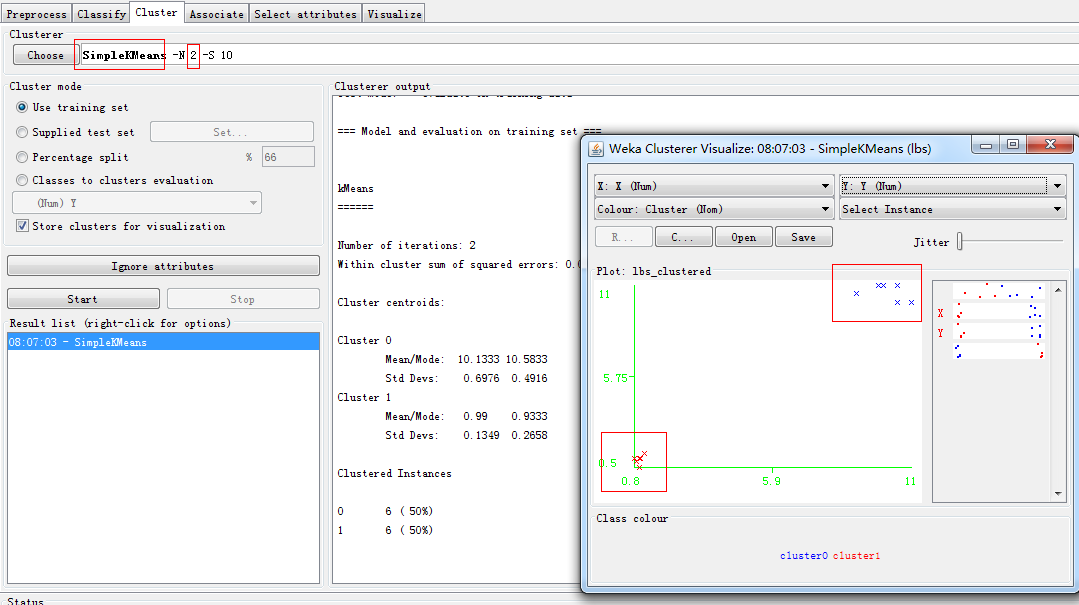 Preprocess Classify Cluster Associate Select attributes Visualize
Clusterer
Choose SimpleKMeans -N 2 -S 10
Cluster mode
Use training set
Supplied test set Set...
Percentage split % 66
Classes to clusters evaluation
(Num) Y
Store clusters for visualization
Ignore attributes
Start Stop
Result list (right-click for options)
08:07:03 - SimpleKMeans
Clusterer output
=== Model and evaluation on training set ===
kMeans
======
Number of iterations: 2
Within cluster sum of squared errors: 0.0
Cluster centroids:
Cluster 0
Mean/Mode: 10.1333 10.5833
Std Devs: 0.6976 0.4916
Cluster 1
Mean/Mode: 0.99 0.9333
Std Devs: 0.1349 0.2658
Clustered Instances
0 6 ( 50%)
1 6 ( 50%)
Weka Clusterer Visualize: 08:07:03 - SimpleKMeans (lbs)
X: X (Num) Y: Y (Num)
Colour: Cluster (Nom) Select Instance
R... C... Open Save
Jitter
Plot: lbs_clustered
11
5.75
0.5
0.8 5.9 11
X
Y
Class colour
cluster0 cluster1
Status